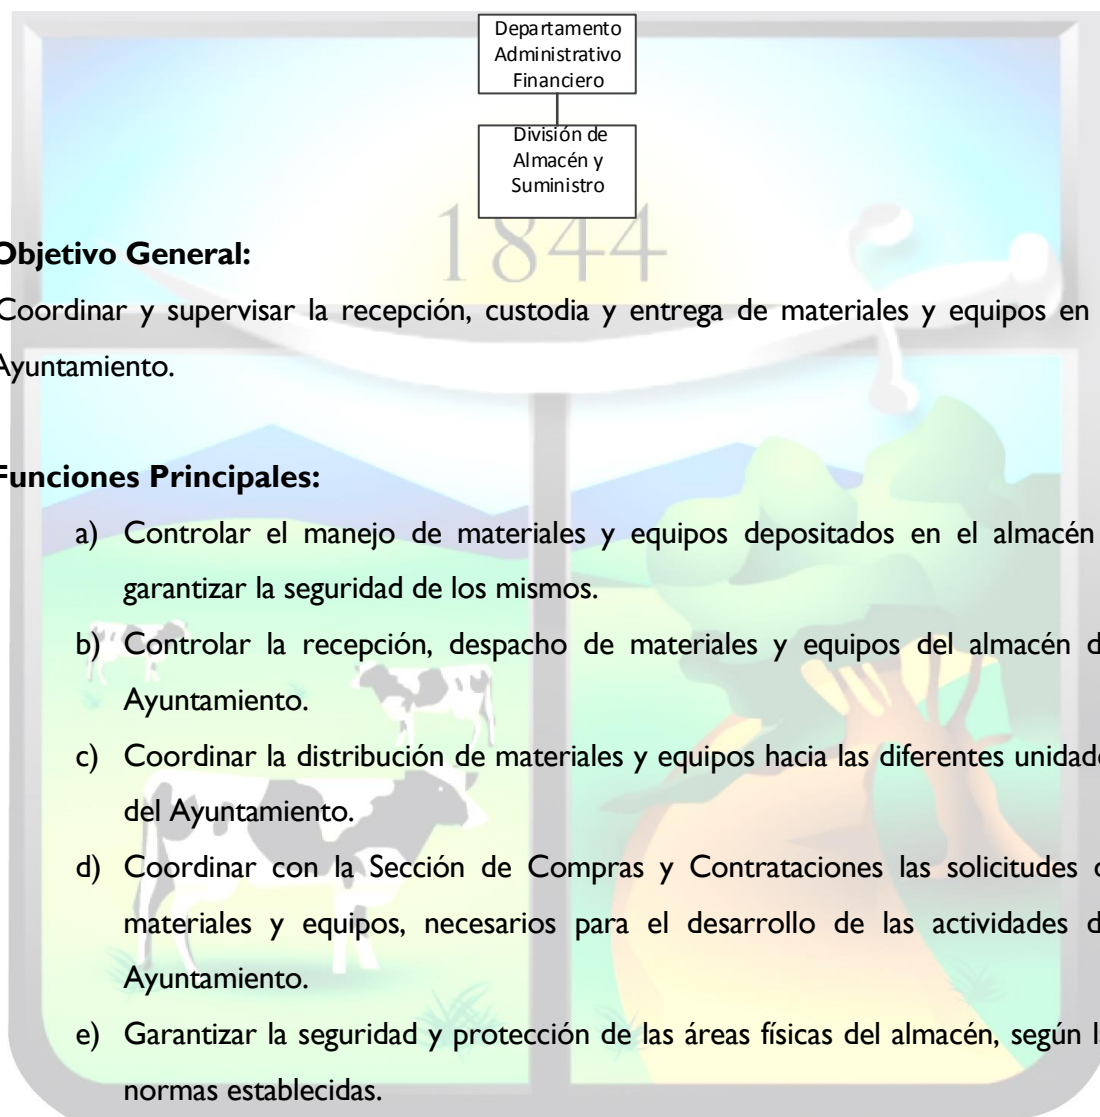 Departamento
Administrativo
Financiero
División de
Almacén y
Suministro
1844
Objetivo General:
Coordinar y supervisar la recepción, custodia y entrega de materiales y equipos en
Ayuntamiento.
Funciones Principales:
a) Controlar el manejo de materiales y equipos depositados en el almacén
garantizar la seguridad de los mismos.
b) Controlar la recepción, despacho de materiales y equipos del almacén d
Ayuntamiento.
c) Coordinar la distribución de materiales y equipos hacia las diferentes unidade
del Ayuntamiento.
d) Coordinar con la Sección de Compras y Contrataciones las solicitudes d
materiales y equipos, necesarios para el desarrollo de las actividades d
Ayuntamiento.
e) Garantizar la seguridad y protección de las áreas físicas del almacén, según la
normas establecidas.